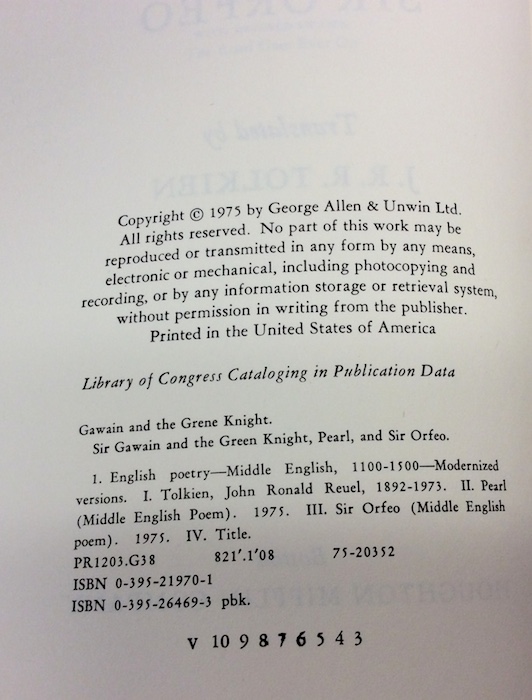 Copyright © 1975 by George Allen & Unwin Ltd.
All rights reserved. No part of this work may be
reproduced or transmitted in any form by any means,
electronic or mechanical, including photocopying and
recording, or by any information storage or retrieval system,
without permission in writing from the publisher.
Printed in the United States of America
Library of Congress Cataloging in Publication Data
Gawain and the Grene Knight.
Sir Gawain and the Green Knight, Pearl, and Sir Orfeo.
1. English poetry—Middle English, 1100-1500—Modernized
versions. I. Tolkien, John Ronald Reuel, 1892-1973. II. Pearl
(Middle English Poem). 1975. III. Sir Orfeo (Middle English
poem). 1975. IV. Title.
PR1203.G38 821'.1'08 75-20352
ISBN 0-395-21970-1
ISBN 0-395-26469-3 pbk.
V 10 9 8 7 6 5 4 3